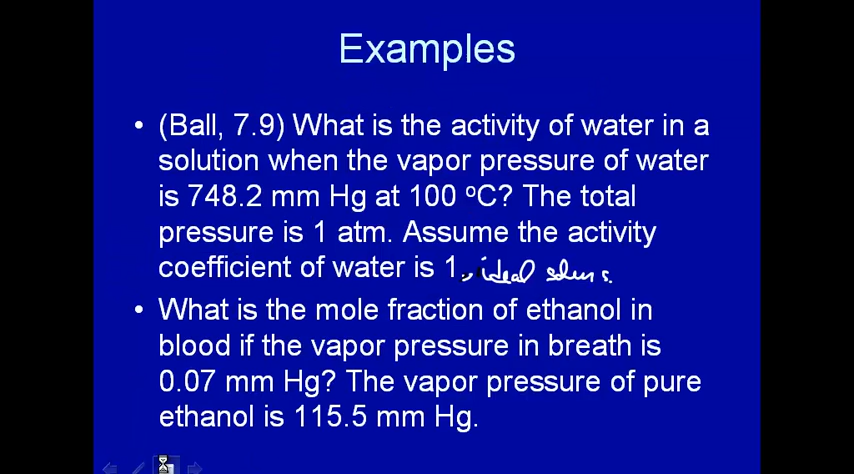 Examples
• (Ball, 7.9) What is the activity of water in a
solution when the vapor pressure of water
is 748.2 mm Hg at 100 °C? The total
pressure is 1 atm. Assume the activity
coefficient of water is 1. ideal
• What is the mole fraction of ethanol in
blood if the vapor pressure in breath is
0.07 mm Hg? The vapor pressure of pure
ethanol is 115.5 mm Hg.